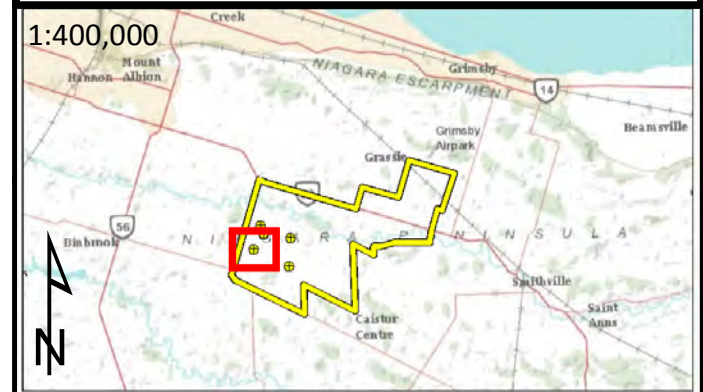 Creek
1:400,000
Mount
Hannon Albion
NIAGARA ESCARPMENT
Grimsby
14
Beamsville
Grimsby
Airpark
Grassie
56
Binbrook
Smithville
Saint
Anns
Caistor
Centre
N